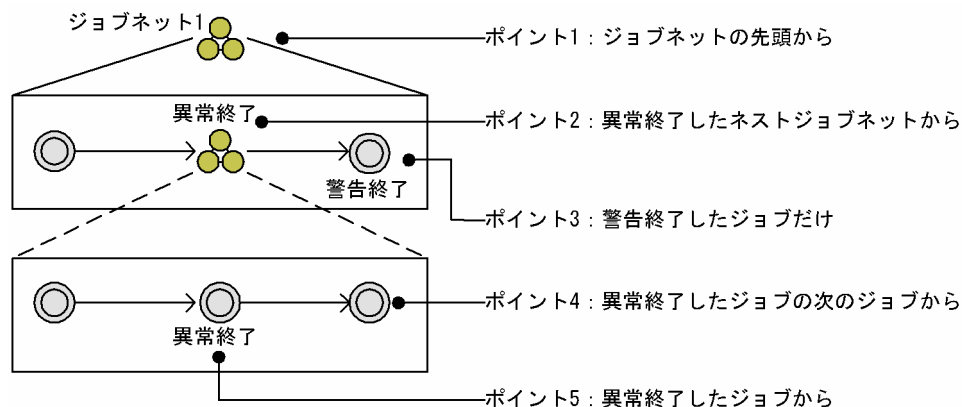 ジョブネット1
ポイント1：ジョブネットの先頭から
異常終了
ポイント2：異常終了したネストジョブネットから
警告終了
ポイント3：警告終了したジョブだけ
ポイント4：異常終了したジョブの次のジョブから
異常終了
ポイント5：異常終了したジョブから